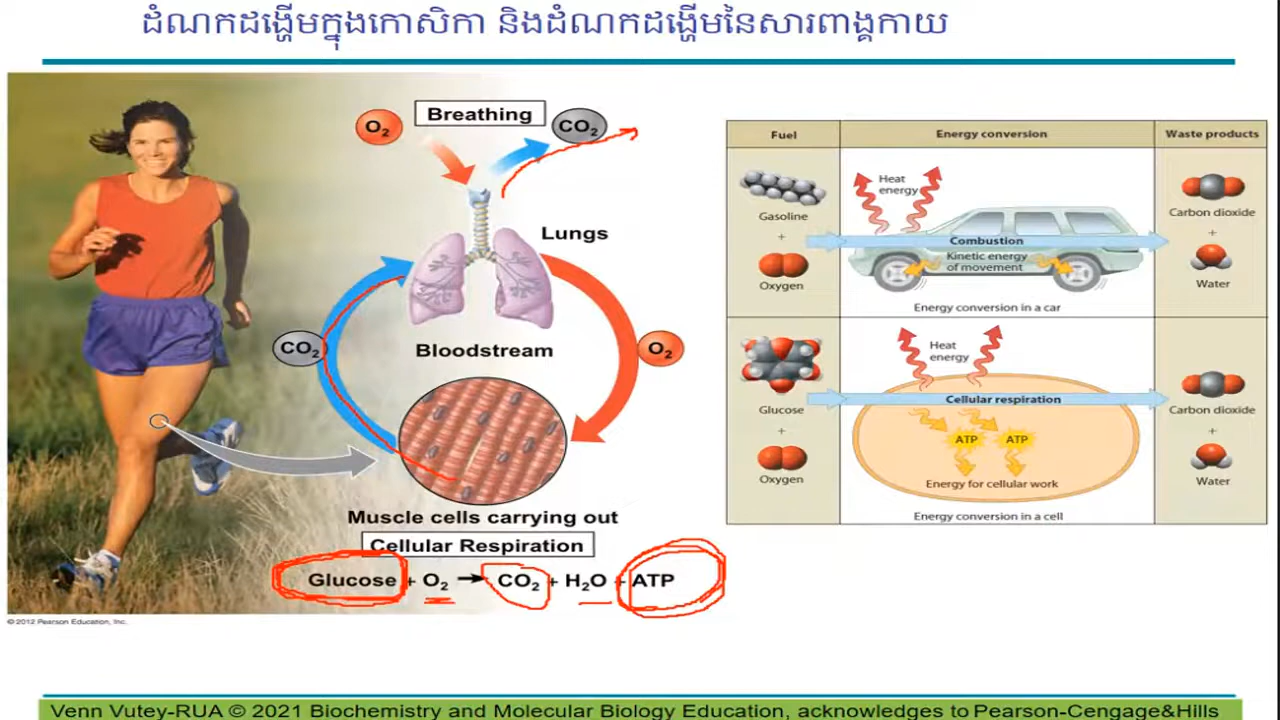 ដំណកដង្ហើមក្នុងកោសិកា និងដំណកដង្ហើមនៃសារពាង្គកាយ
O2
Breathing
CO2
Lungs
CO2
Bloodstream
O2
Muscle cells carrying out
Cellular Respiration
Glucose + O2 → CO2 + H2O + ATP
© 2012 Pearson Education, Inc.
Fuel
Energy conversion
Waste products
Gasoline
+
Oxygen
Heat
energy
Combustion
Kinetic energy
of movement
Energy conversion in a car
Carbon dioxide
+
Water
Glucose
+
Oxygen
Heat
energy
Cellular respiration
ATP
ATP
Energy for cellular work
Energy conversion in a cell
Carbon dioxide
+
Water
Venn Vutey-RUA © 2021 Biochemistry and Molecular Biology Education, acknowledges to Pearson-Cengage&Hills